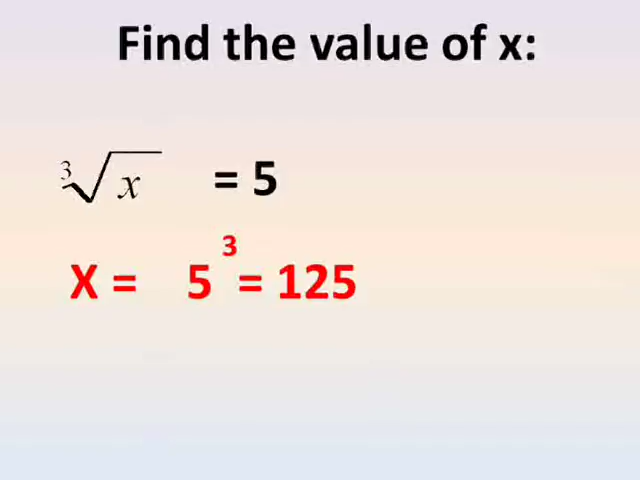 Find the value of x:
∛x = 5
X = 5³ = 125